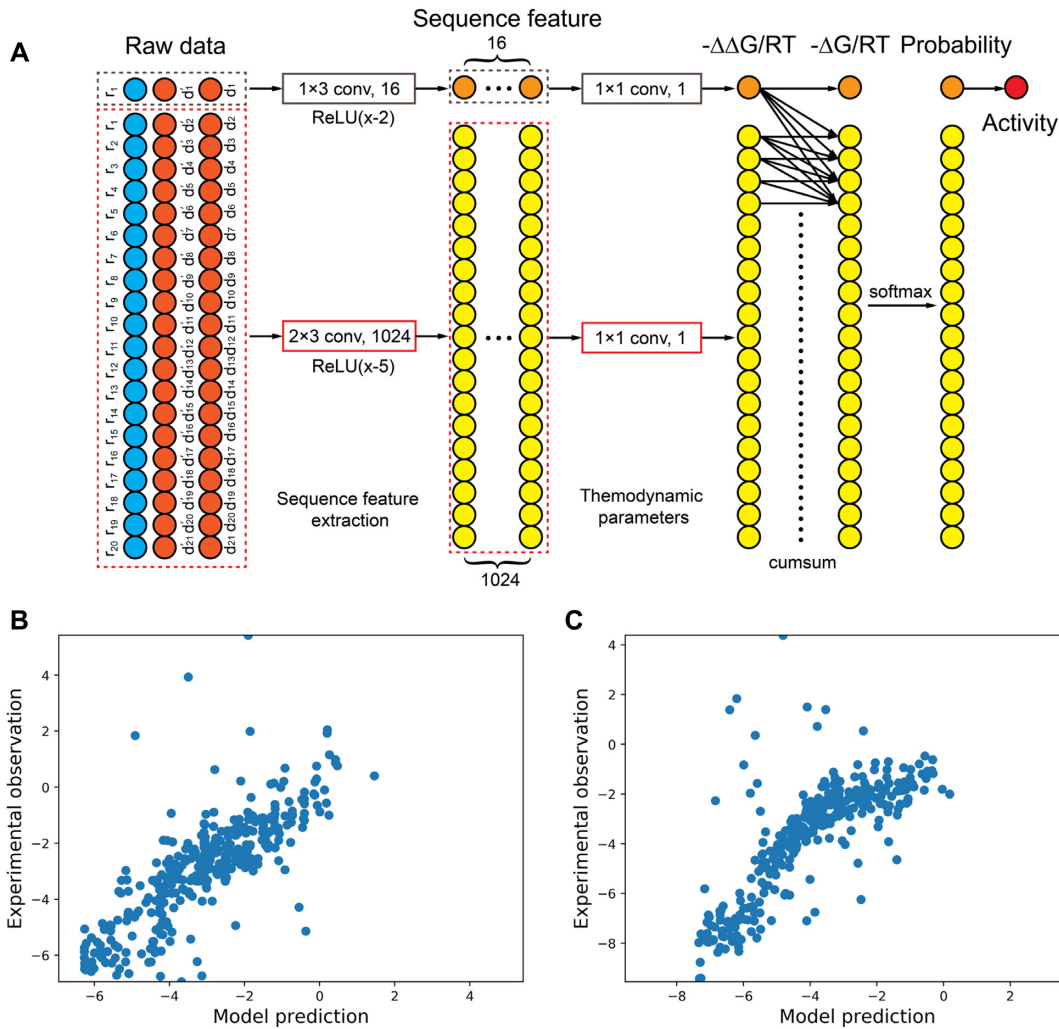 A
Raw data
Sequence feature
16
-ΔΔG/RT
-ΔG/RT
Probability
r₁ d'₁ d₁
1×3 conv, 16
ReLU(x-2)
1×1 conv, 1
Activity
r₁ d'₂ d₂
r₂ d'₃ d₃
r₃ d'₄ d₄
r₄ d'₅ d₅
r₅ d'₆ d₆
r₆ d'₇ d₇
r₇ d'₈ d₈
r₈ d'₉ d₉
r₉ d'₁₀ d₁₀
r₁₀ d'₁₁ d₁₁
r₁₁ d'₁₂ d₁₂
r₁₂ d'₁₃ d₁₃
r₁₃ d'₁₄ d₁₄
r₁₄ d'₁₅ d₁₅
r₁₅ d'₁₆ d₁₆
r₁₆ d'₁₇ d₁₇
r₁₇ d'₁₈ d₁₈
r₁₈ d'₁₉ d₁₉
r₁₉ d'₂₀ d₂₀
r₂₀ d'₂₁ d₂₁
2×3 conv, 1024
ReLU(x-5)
1×1 conv, 1
softmax
Sequence feature
extraction
Themodynamic
parameters
1024
cumsum
B
Experimental observation
4
2
0
−2
−4
−6
−6 −4 −2 0 2 4
Model prediction
C
Experimental observation
4
2
0
−2
−4
−6
−8
−8 −6 −4 −2 0 2
Model prediction